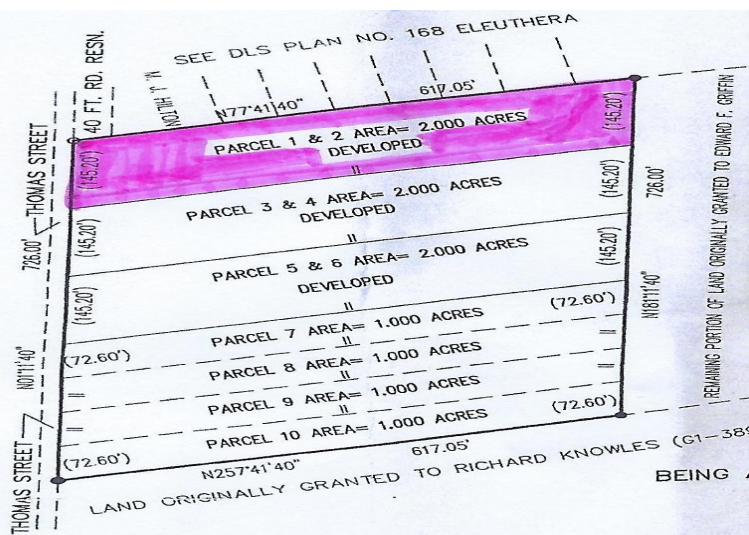 SEE DLS PLAN NO. 168 ELEUTHERA
40 FT. RD. RESN.
M. J HILTON
N77°41'40"
617.05'
THOMAS STREET
726.00'
(145.20')
PARCEL 1 & 2 AREA= 2.000 ACRES
DEVELOPED
(145.20')
(145.20')
PARCEL 3 & 4 AREA= 2.000 ACRES
DEVELOPED
(145.20')
726.00'
(145.20')
PARCEL 5 & 6 AREA= 2.000 ACRES
DEVELOPED
(145.20')
N181°11'40"
REMAINING PORTION OF LAND ORIGINALLY GRANTED TO EDWARD F. GRIFFIN
(72.60')
PARCEL 7 AREA= 1.000 ACRES
(72.60')
N01°11'40"
PARCEL 8 AREA= 1.000 ACRES
PARCEL 9 AREA= 1.000 ACRES
(72.60')
PARCEL 10 AREA= 1.000 ACRES
(72.60')
THOMAS STREET
N257°41'40"
617.05'
LAND ORIGINALLY GRANTED TO RICHARD KNOWLES (G1-389
BEING